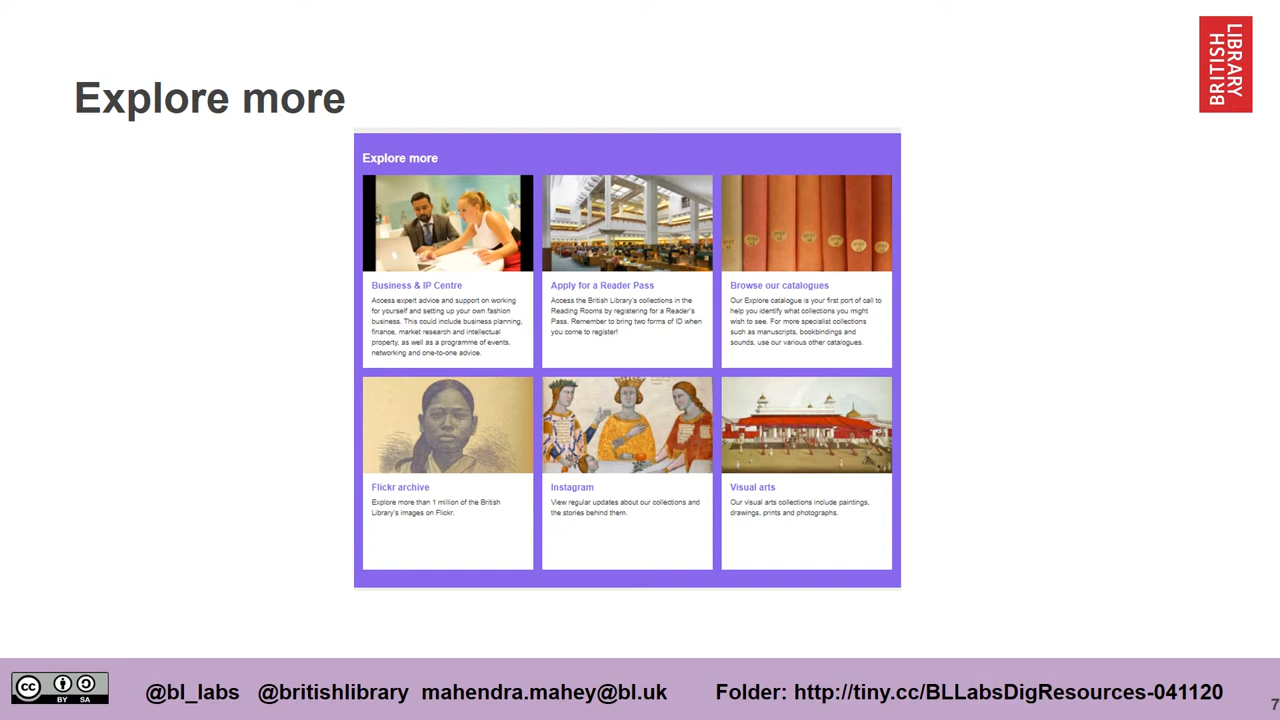 LIBRARY
BRITISH
Explore more
Explore more
Business & IP Centre
Access expert advice and support on working
for yourself and setting up your own fashion
business. This could include business planning,
finance, market research and intellectual
property, as well as a programme of events,
networking and one-to-one advice.
Apply for a Reader Pass
Access the British Library's collections in the
Reading Rooms by registering for a Reader's
Pass. Remember to bring two forms of ID when
you come to register!
Browse our catalogues
Our Explore catalogue is your first port of call to
help you identify what collections you might
wish to see. For more specialist collections
such as manuscripts, bookbindings and
sounds, use our various other catalogues.
Flickr archive
Explore more than 1 million of the British
Library's images on Flickr.
Instagram
View regular updates about our collections and
the stories behind them.
Visual arts
Our visual arts collections include paintings,
drawings, prints and photographs.
cc BY SA
@bl_labs @britishlibrary mahendra.mahey@bl.uk Folder: http://tiny.cc/BLLabsDigResources-041120
7